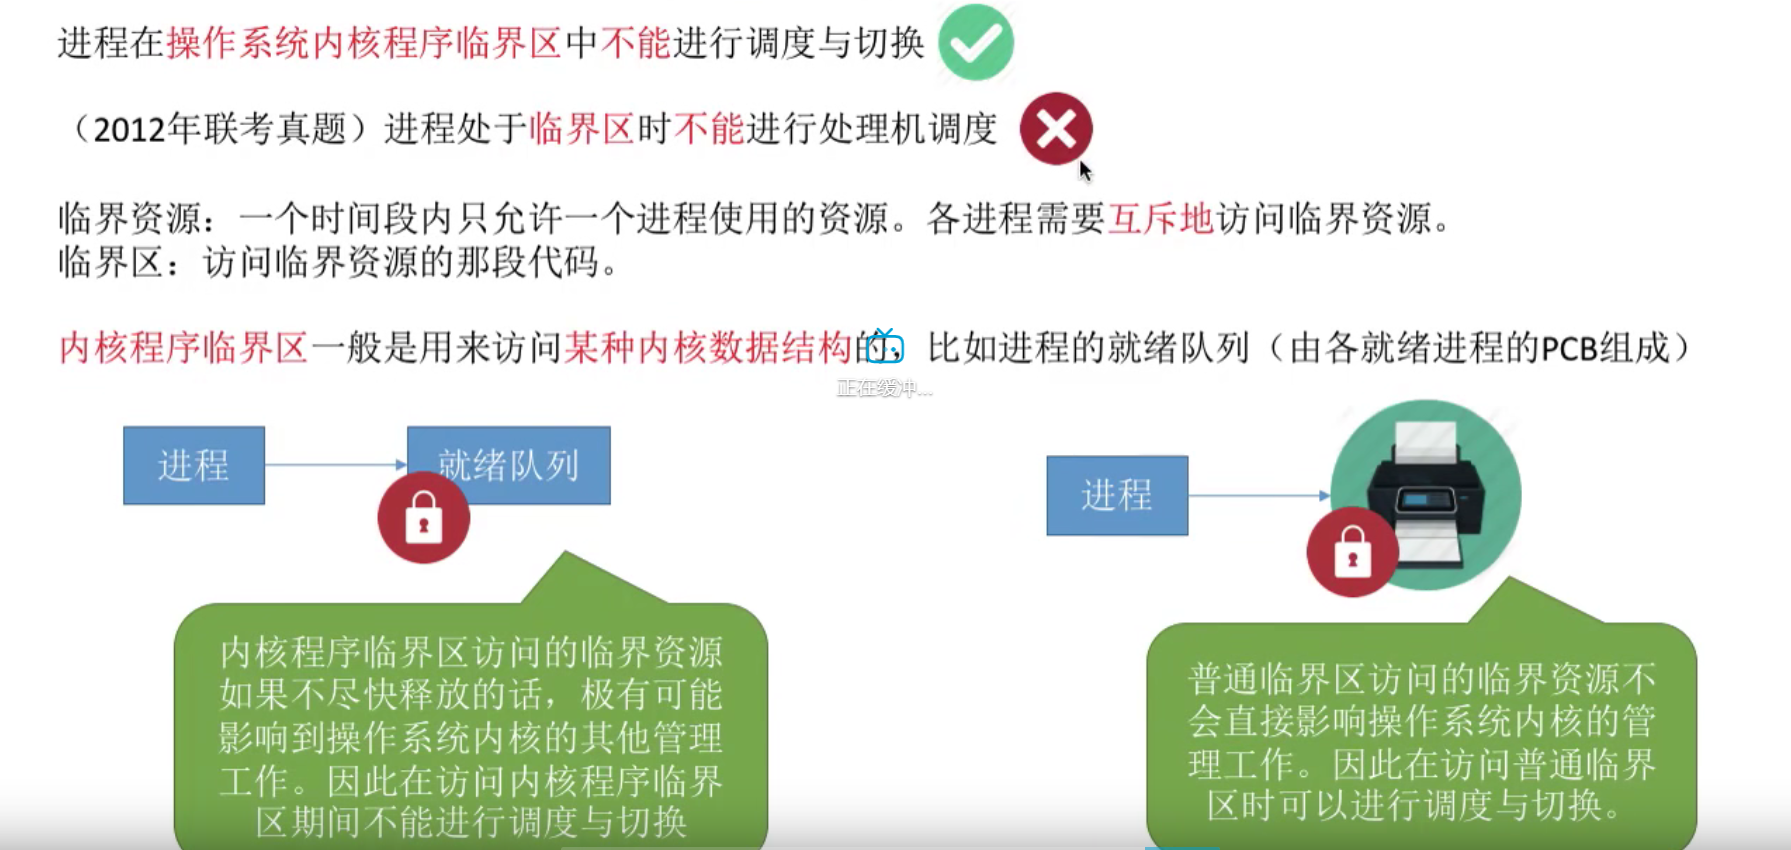 进程在操作系统内核程序临界区中不能进行调度与切换
（2012年联考真题）进程处于临界区时不能进行处理机调度
临界资源：一个时间段内只允许一个进程使用的资源。各进程需要互斥地访问临界资源。
临界区：访问临界资源的那段代码。
内核程序临界区一般是用来访问某种内核数据结构的，比如进程的就绪队列（由各就绪进程的PCB组成）
正在缓冲...
进程
就绪队列
进程
内核程序临界区访问的临界资源
如果不尽快释放的话，极有可能
影响到操作系统内核的其他管理
工作。因此在访问内核程序临界
区期间不能进行调度与切换
普通临界区访问的临界资源不
会直接影响操作系统内核的管
理工作。因此在访问普通临界
区时可以进行调度与切换。